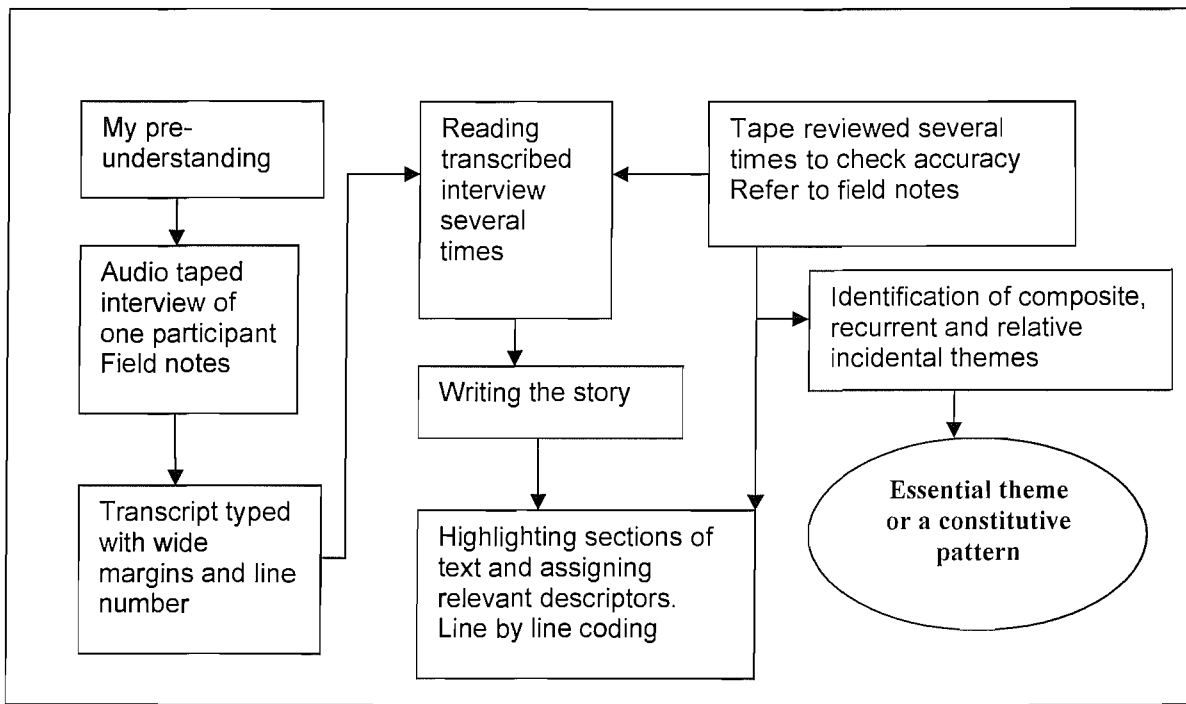 My pre-
understanding
Audio taped
interview of
one participant
Field notes
Transcript typed
with wide
margins and line
number
Reading
transcribed
interview
several
times
Writing the story
Highlighting sections of
text and assigning
relevant descriptors.
Line by line coding
Tape reviewed several
times to check accuracy
Refer to field notes
Identification of composite,
recurrent and relative
incidental themes
Essential theme
or a constitutive
pattern